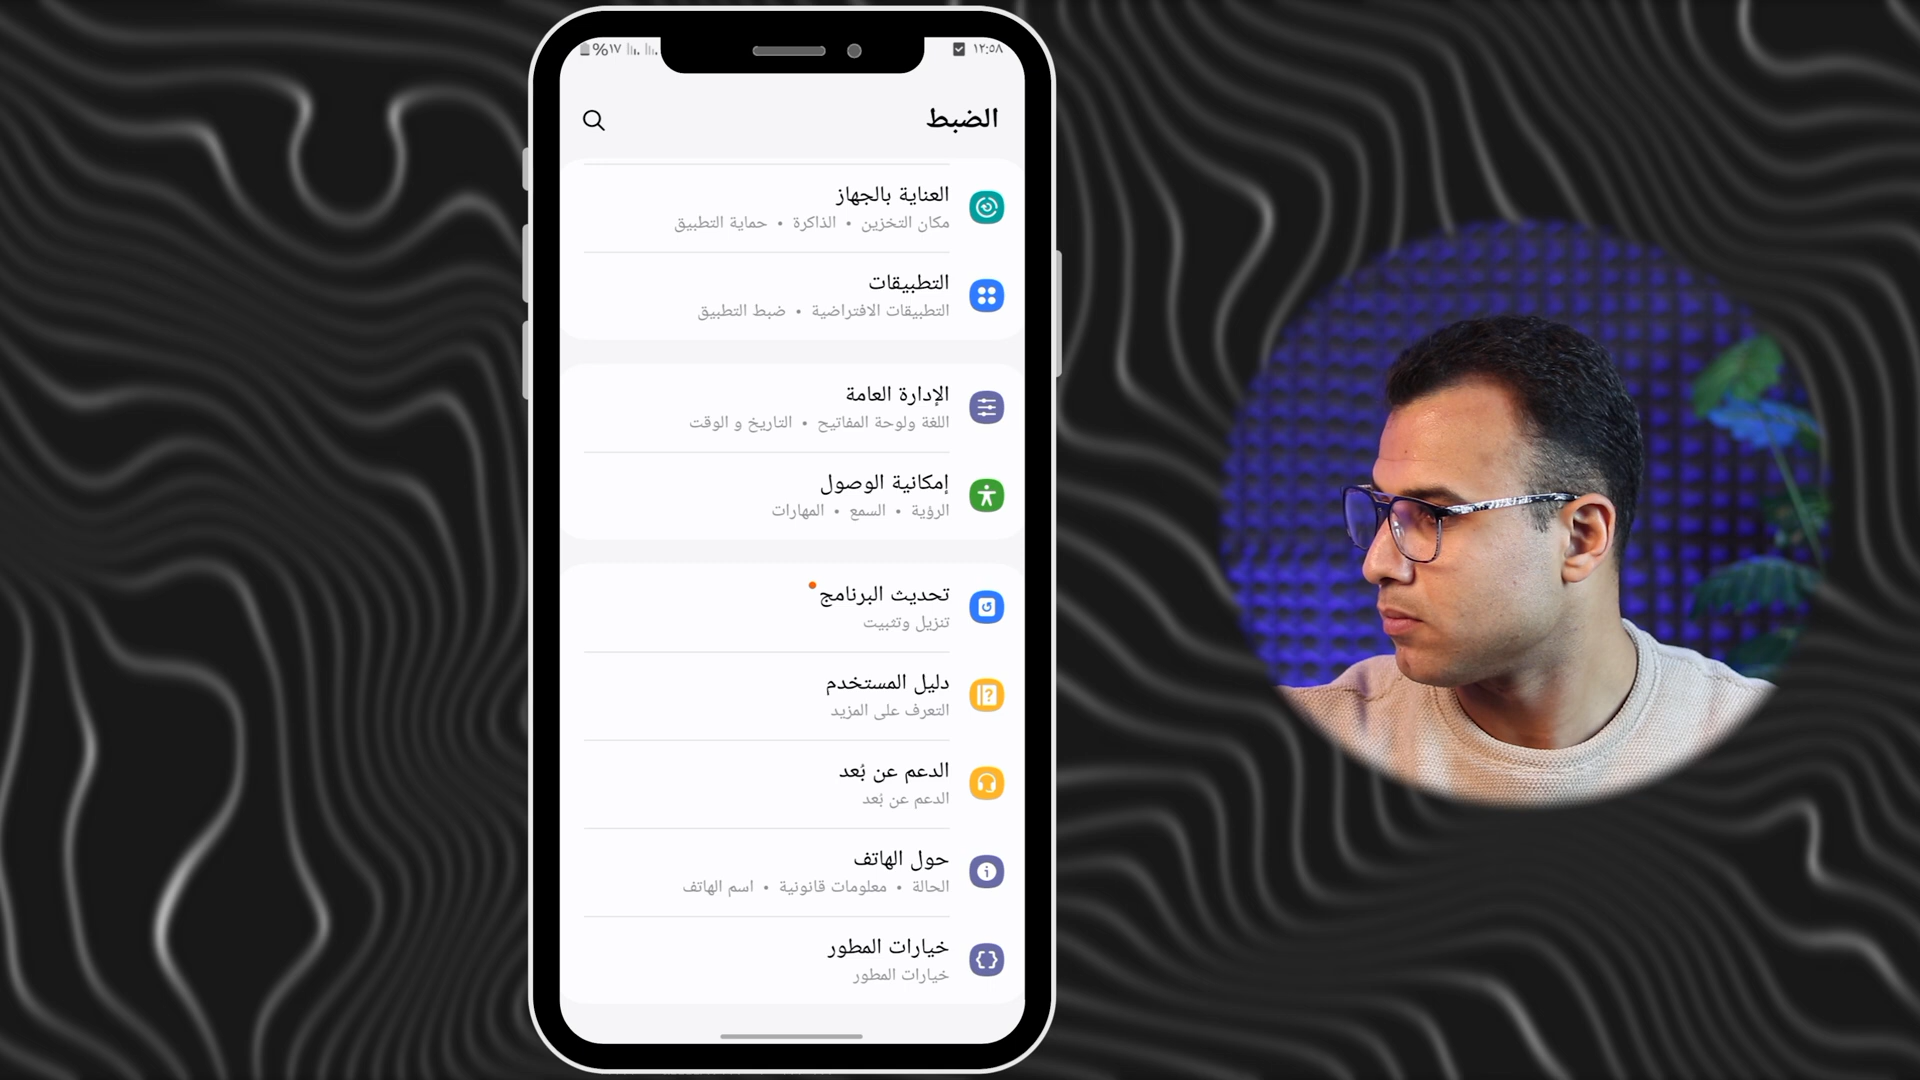 ١٢:٥٨ %١٧
الضبط
العناية بالجهاز
مكان التخزين • الذاكرة • حماية التطبيق
التطبيقات
التطبيقات الافتراضية • ضبط التطبيق
الإدارة العامة
اللغة ولوحة المفاتيح • التاريخ و الوقت
إمكانية الوصول
الرؤية • السمع • المهارات
تحديث البرنامج
تنزيل وتثبيت
دليل المستخدم
التعرف على المزيد
الدعم عن بُعد
الدعم عن بُعد
حول الهاتف
الحالة • معلومات قانونية • اسم الهاتف
خيارات المطور
خيارات المطور